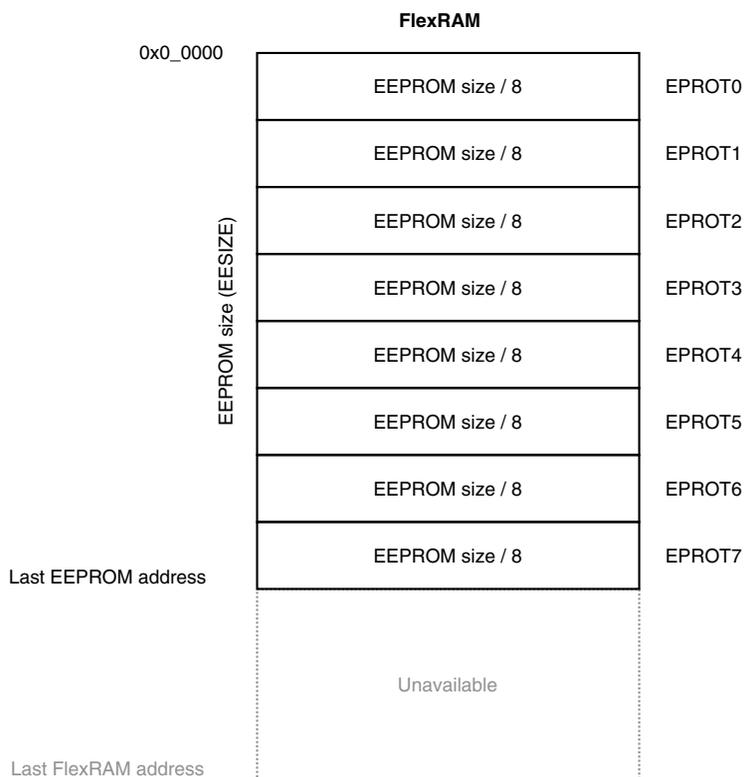 FlexRAM
0x0_0000
EEPROM size / 8 EPROT0
EEPROM size / 8 EPROT1
EEPROM size / 8 EPROT2
EEPROM size / 8 EPROT3
EEPROM size (EESIZE)
EEPROM size / 8 EPROT4
EEPROM size / 8 EPROT5
EEPROM size / 8 EPROT6
EEPROM size / 8 EPROT7
Last EEPROM address
Unavailable
Last FlexRAM address